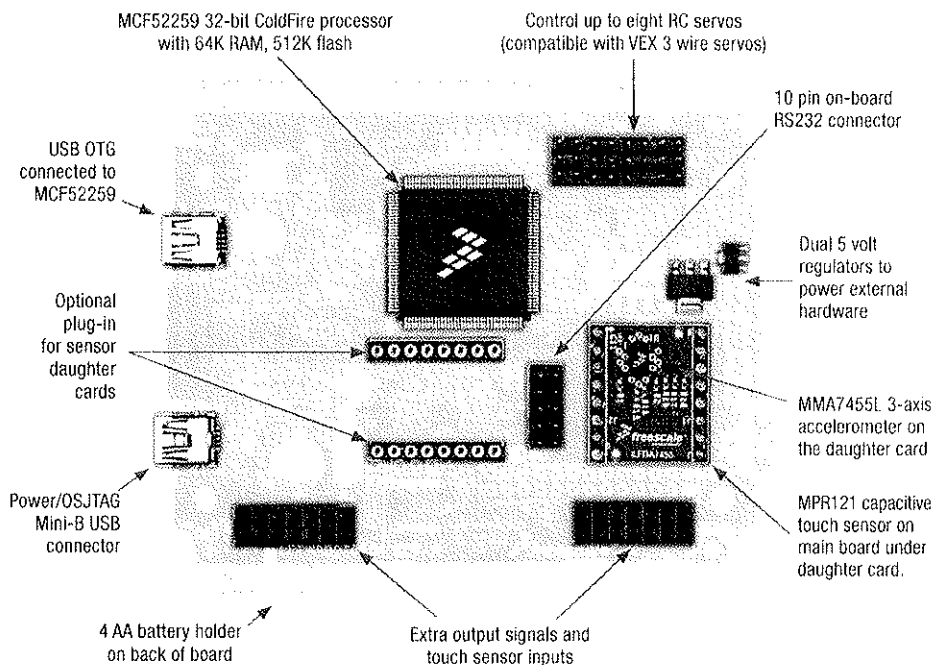 MCF52259 32-bit ColdFire processor
with 64K RAM, 512K flash
Control up to eight RC servos
(compatible with VEX 3 wire servos)
10 pin on-board
RS232 connector
USB OTG
connected to
MCF52259
Dual 5 volt
regulators to
power external
hardware
Optional
plug-in
for sensor
daughter
cards
MMA7455L 3-axis
accelerometer on
the daughter card
freescale
Power/OSJTAG
Mini-B USB
connector
MPR121 capacitive
touch sensor on
main board under
daughter card.
4 AA battery holder
on back of board
Extra output signals and
touch sensor inputs